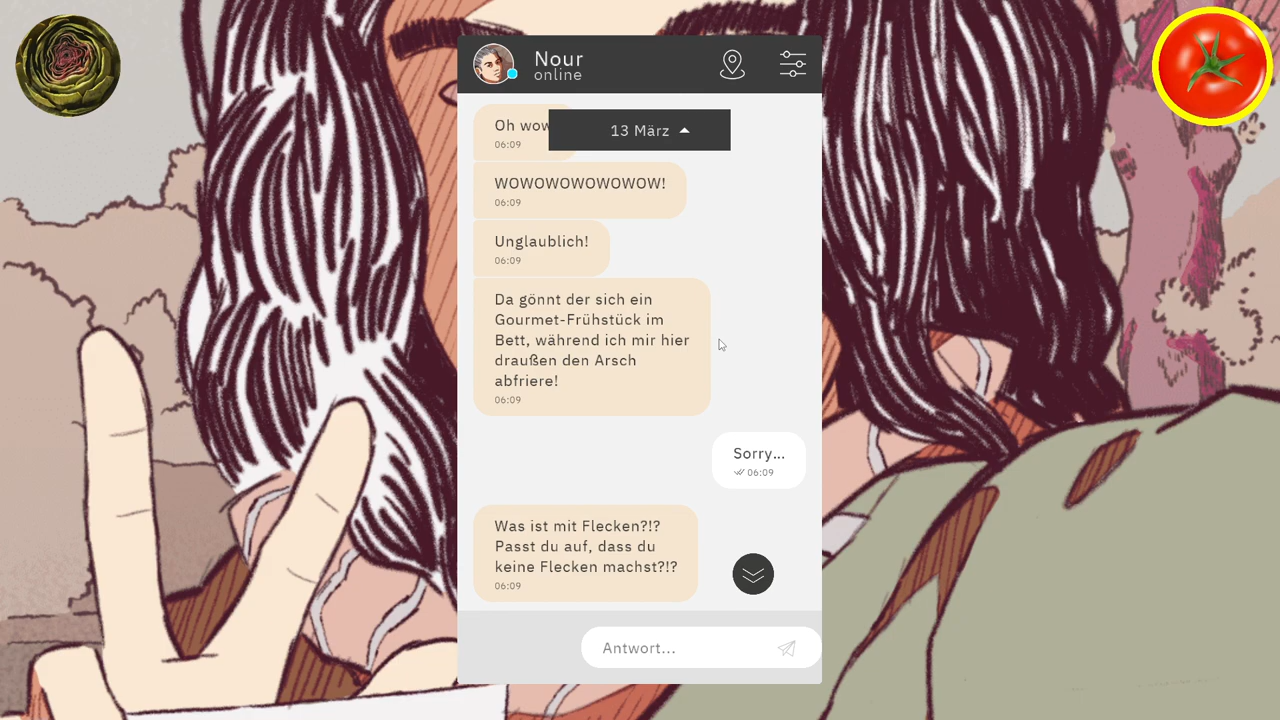 Nour
online
13 März
Oh wow
06:09
WOWOWOWOWOWOW!
06:09
Unglaublich!
06:09
Da gönnt der sich ein
Gourmet-Frühstück im
Bett, während ich mir hier
draußen den Arsch
abfriere!
06:09
Sorry...
06:09
Was ist mit Flecken?!?
Passt du auf, dass du
keine Flecken machst?!?
06:09
Antwort...